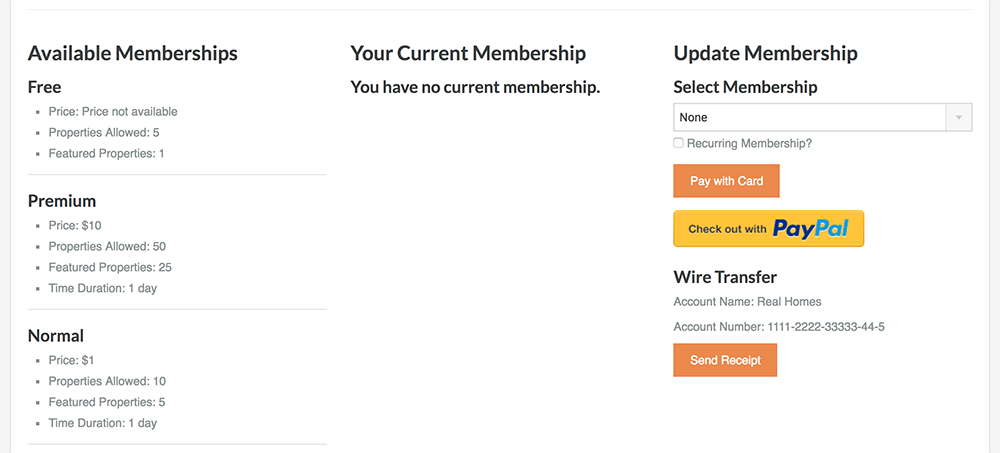 Available Memberships
Free
Price: Price not available
Properties Allowed: 5
Featured Properties: 1
Premium
Price: $10
Properties Allowed: 50
Featured Properties: 25
Time Duration: 1 day
Normal
Price: $1
Properties Allowed: 10
Featured Properties: 5
Time Duration: 1 day
Your Current Membership
You have no current membership.
Update Membership
Select Membership
None
Recurring Membership?
Pay with Card
Check out with PayPal
Wire Transfer
Account Name: Real Homes
Account Number: 1111-2222-33333-44-5
Send Receipt